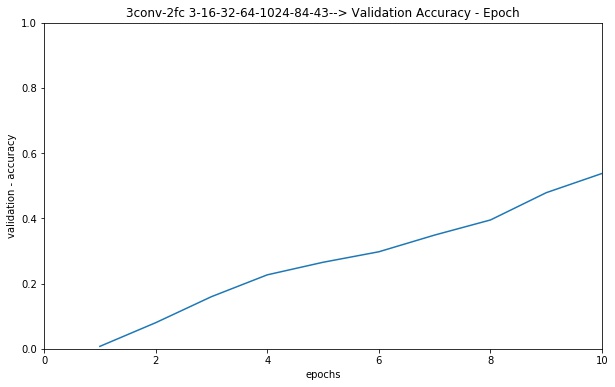 3conv-2fc 3-16-32-64-1024-84-43--> Validation Accuracy - Epoch
1.0
0.8
0.6
0.4
0.2
0.0
validation - accuracy
0 2 4 6 8 10
epochs